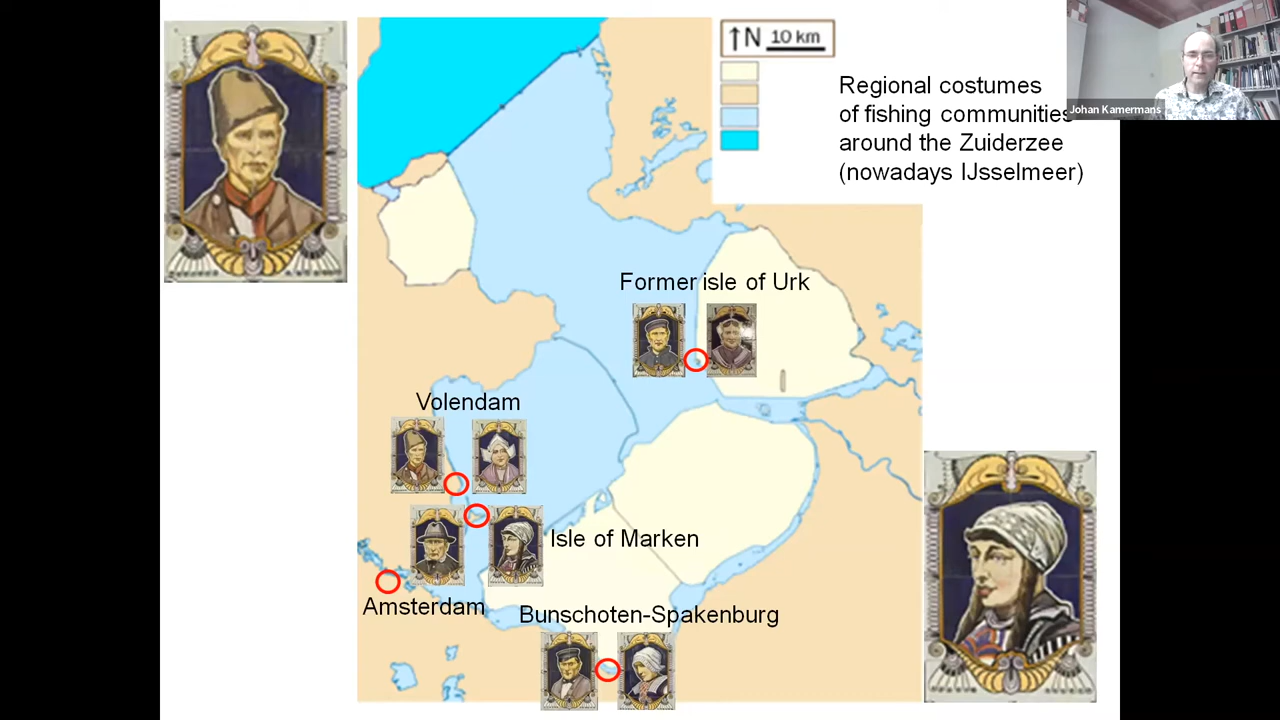 ↑N 10 km
Regional costumes
of fishing communities
around the Zuiderzee
(nowadays IJsselmeer)
Johan Kamermans
Former isle of Urk
Volendam
Isle of Marken
Amsterdam
Bunschoten-Spakenburg